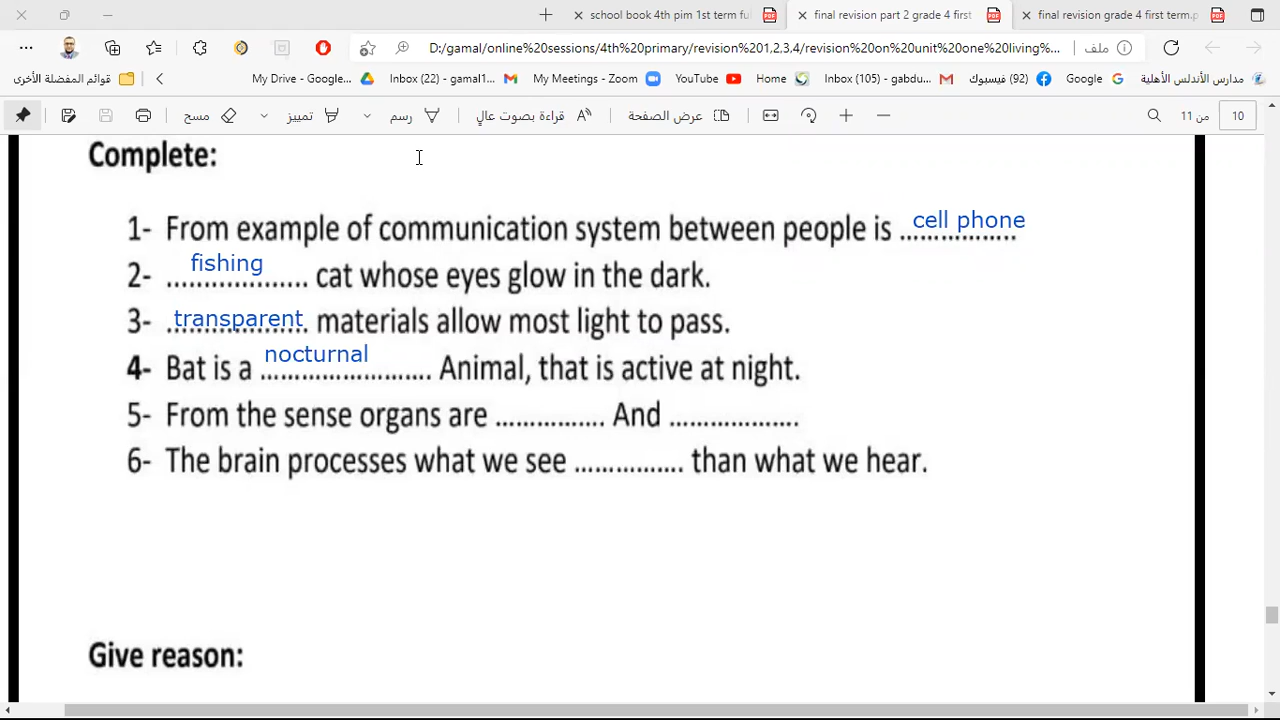 school book 4th pim 1st term fu
final revision part 2 grade 4 first
final revision grade 4 first term.p
D:/gamal/online%20sessions/4th%20primary/revision%201,2,3,4/revision%20on%20unit%20one%20living%... ملف
قوائم المفضلة الأخرى My Drive - Google... Inbox (22) - gamal1... My Meetings - Zoom YouTube Home Inbox (105) - gabdu... (92) فيسبوك Google مدارس الأندلس الأهلية
10 من 11 عرض الصفحة قراءة بصوت عالٍ رسم تمييز مسح
Complete:
1- From example of communication system between people is cell phone
2- fishing cat whose eyes glow in the dark.
3- transparent materials allow most light to pass.
4- Bat is a nocturnal Animal, that is active at night.
5- From the sense organs are ............... And ...................
6- The brain processes what we see ............... than what we hear.
Give reason: